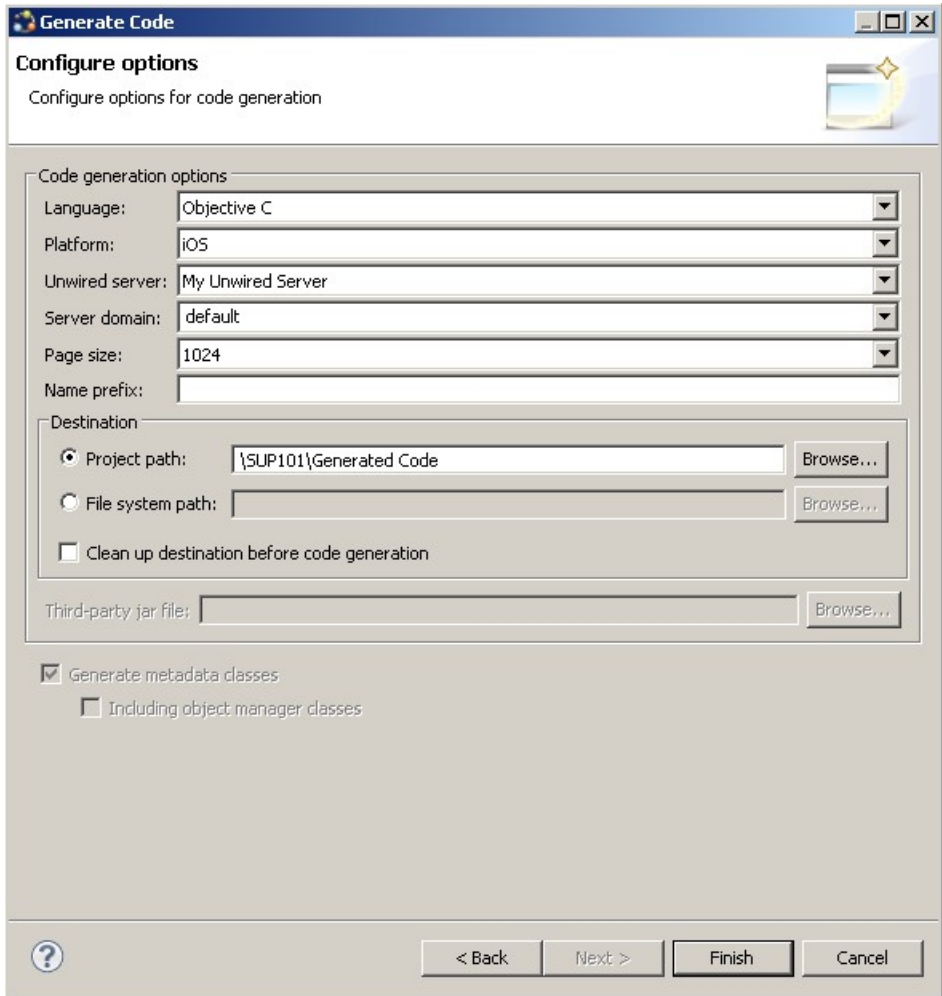 Generate Code
Configure options
Configure options for code generation
Code generation options
Language: Objective C
Platform: iOS
Unwired server: My Unwired Server
Server domain: default
Page size: 1024
Name prefix:
Destination
Project path: \SUP101\Generated Code Browse...
File system path: Browse...
Clean up destination before code generation
Third-party jar file: Browse...
Generate metadata classes
Including object manager classes
? < Back Next > Finish Cancel